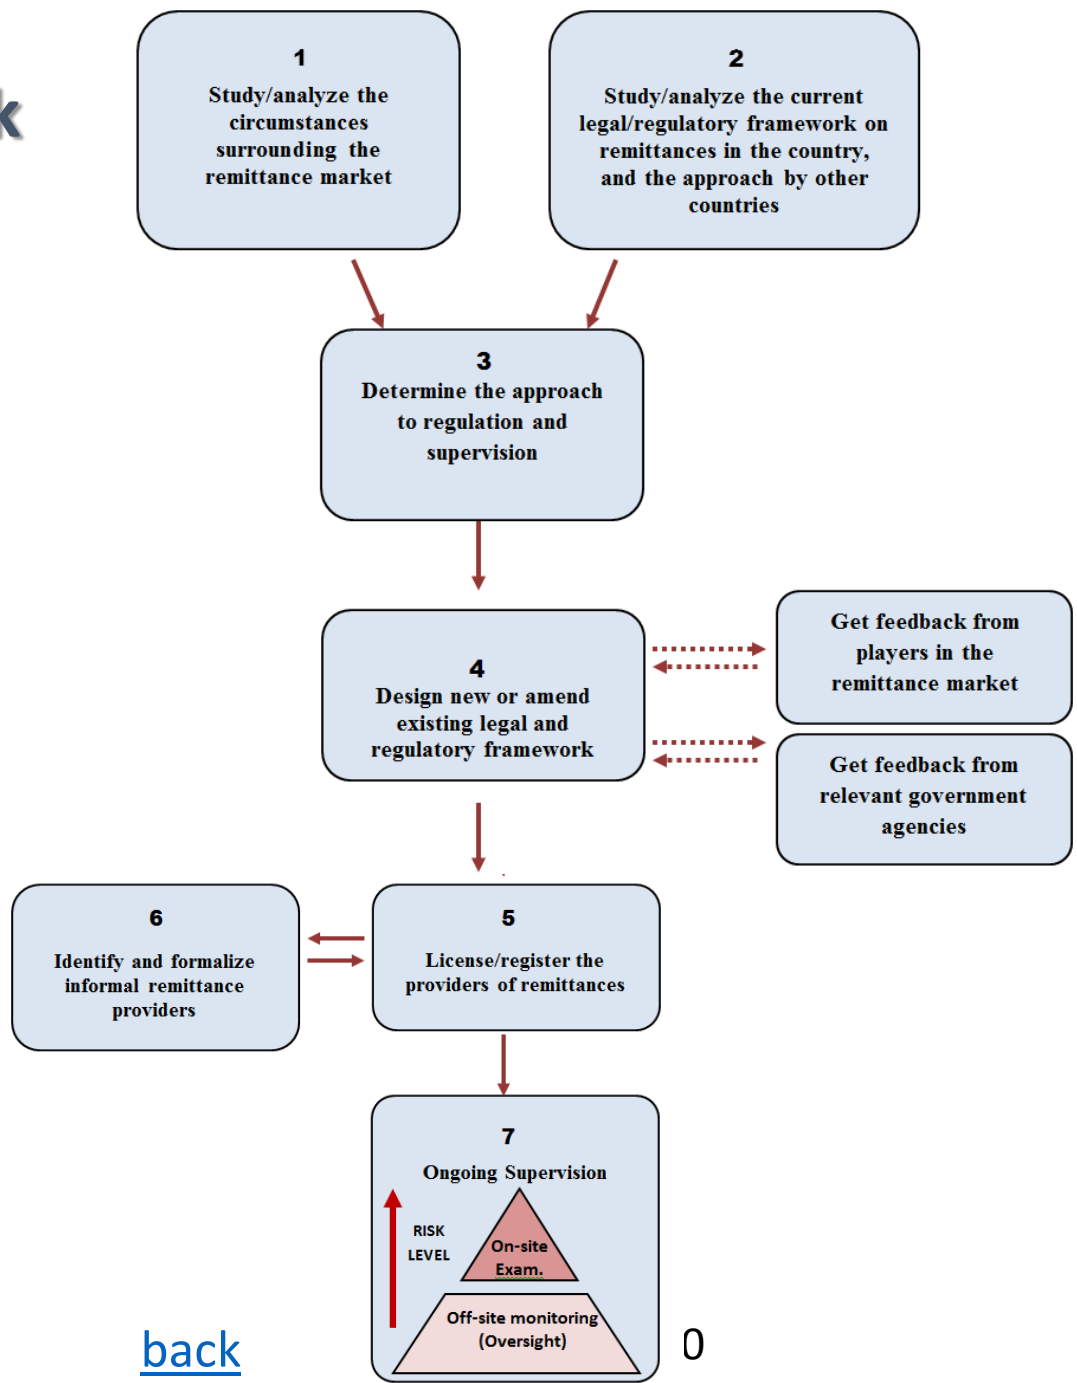 k
1
Study/analyze the
circumstances
surrounding the
remittance market
2
Study/analyze the current
legal/regulatory framework on
remittances in the country,
and the approach by other
countries
3
Determine the approach
to regulation and
supervision
4
Design new or amend
existing legal and
regulatory framework
Get feedback from
players in the
remittance market
Get feedback from
relevant government
agencies
6
Identify and formalize
informal remittance
providers
5
License/register the
providers of remittances
7
Ongoing Supervision
RISK
LEVEL
On-site
Exam.
Off-site monitoring
(Oversight)
back
0